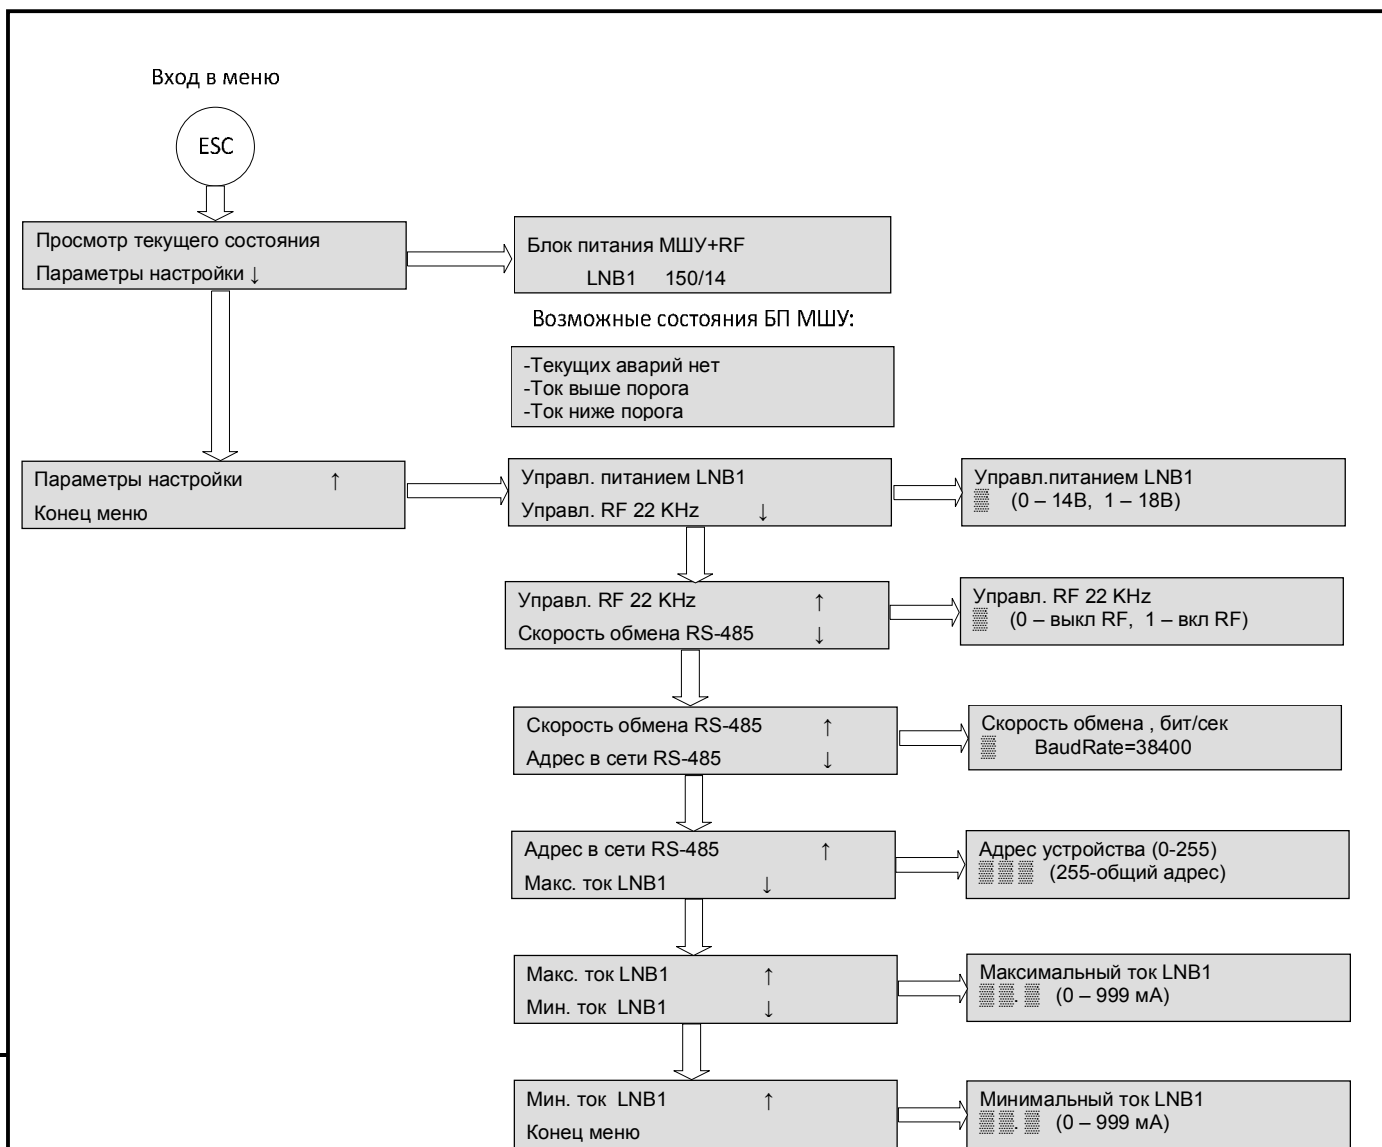 Вход в меню
ESC
Просмотр текущего состояния
Параметры настройки ↓
Блок питания МШУ+RF
LNB1 150/14
Возможные состояния БП МШУ:
-Текущих аварий нет
-Ток выше порога
-Ток ниже порога
Параметры настройки ↑
Конец меню
Управл. питанием LNB1
Управл. RF 22 KHz ↓
Управл.питанием LNB1
▒ (0 – 14В, 1 – 18В)
Управл. RF 22 KHz ↑
Скорость обмена RS-485 ↓
Управл. RF 22 KHz
▒ (0 – выкл RF, 1 – вкл RF)
Скорость обмена RS-485 ↑
Адрес в сети RS-485 ↓
Скорость обмена , бит/сек
▒ BaudRate=38400
Адрес в сети RS-485 ↑
Макс. ток LNB1 ↓
Адрес устройства (0-255)
▒▒▒ (255-общий адрес)
Макс. ток LNB1 ↑
Мин. ток LNB1 ↓
Максимальный ток LNB1
▒▒.▒ (0 – 999 мА)
Мин. ток LNB1 ↑
Конец меню
Минимальный ток LNB1
▒▒.▒ (0 – 999 мА)